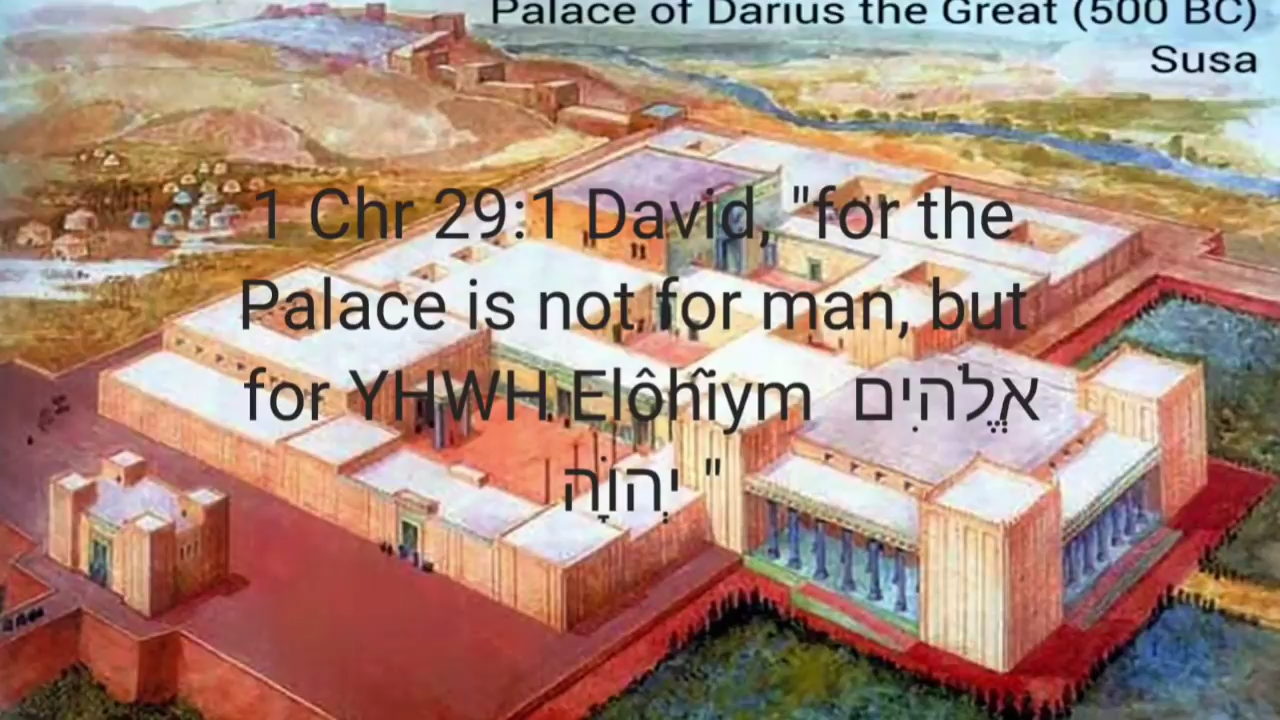 Palace of Darius the Great (500 BC)
Susa
1 Chr 29:1 David, "for the
Palace is not for man, but
for YHWH Elôhîym אֱלֹהִים
יְהוָֹה "